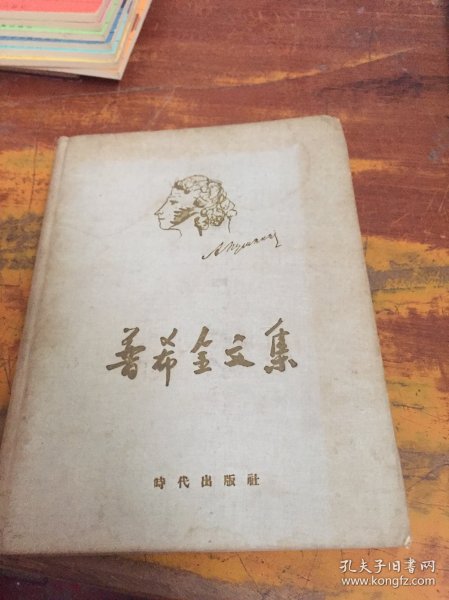 А Пушкин
普希金文集
時代出版社
孔夫子旧书网
www.kongfz.com